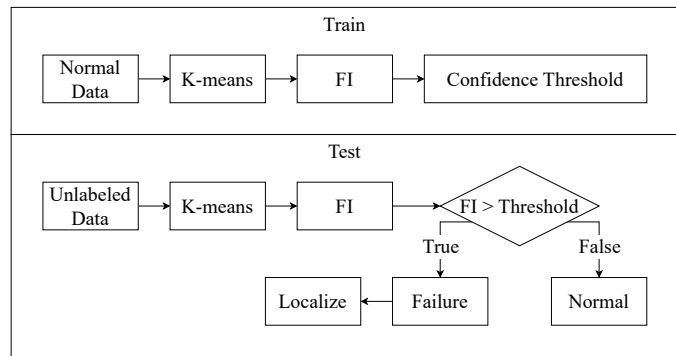 Train
Normal
Data
K-means
FI
Confidence Threshold
Test
Unlabeled
Data
K-means
FI
FI > Threshold
True
False
Localize
Failure
Normal